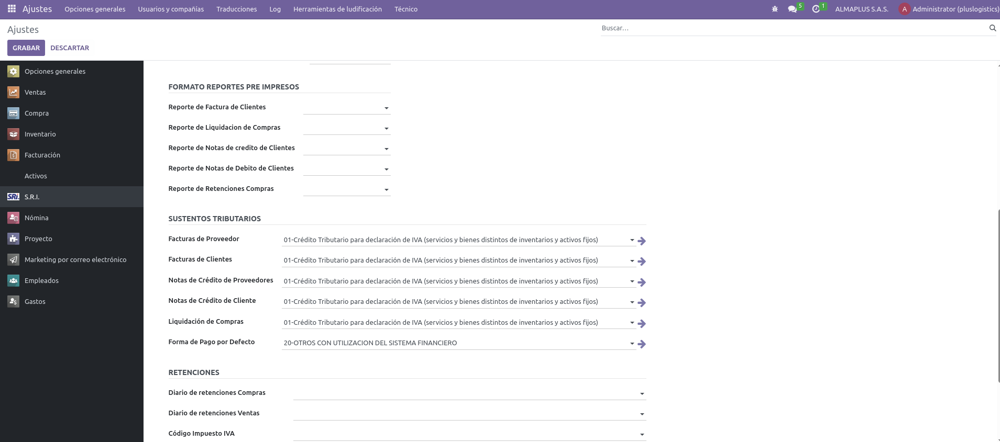 Ajustes Opciones generales Usuarios y compañías Traducciones Log Herramientas de ludificación Técnico 5 1 ALMAPLUS S.A.S. A Administrator (pluslogistics)
Ajustes
Buscar...
GRABAR DESCARTAR
Opciones generales
Ventas
Compra
Inventario
Facturación
Activos
SRi. S.R.I.
Nómina
Proyecto
Marketing por correo electrónico
Empleados
Gastos
FORMATO REPORTES PRE IMPRESOS
Reporte de Factura de Clientes
Reporte de Liquidacion de Compras
Reporte de Notas de credito de Clientes
Reporte de Notas de Debito de Clientes
Reporte de Retenciones Compras
SUSTENTOS TRIBUTARIOS
Facturas de Proveedor 01-Crédito Tributario para declaración de IVA (servicios y bienes distintos de inventarios y activos fijos)
Facturas de Clientes 01-Crédito Tributario para declaración de IVA (servicios y bienes distintos de inventarios y activos fijos)
Notas de Crédito de Proveedores 01-Crédito Tributario para declaración de IVA (servicios y bienes distintos de inventarios y activos fijos)
Notas de Crédito de Cliente 01-Crédito Tributario para declaración de IVA (servicios y bienes distintos de inventarios y activos fijos)
Liquidación de Compras 01-Crédito Tributario para declaración de IVA (servicios y bienes distintos de inventarios y activos fijos)
Forma de Pago por Defecto 20-OTROS CON UTILIZACION DEL SISTEMA FINANCIERO
RETENCIONES
Diario de retenciones Compras
Diario de retenciones Ventas
Código Impuesto IVA